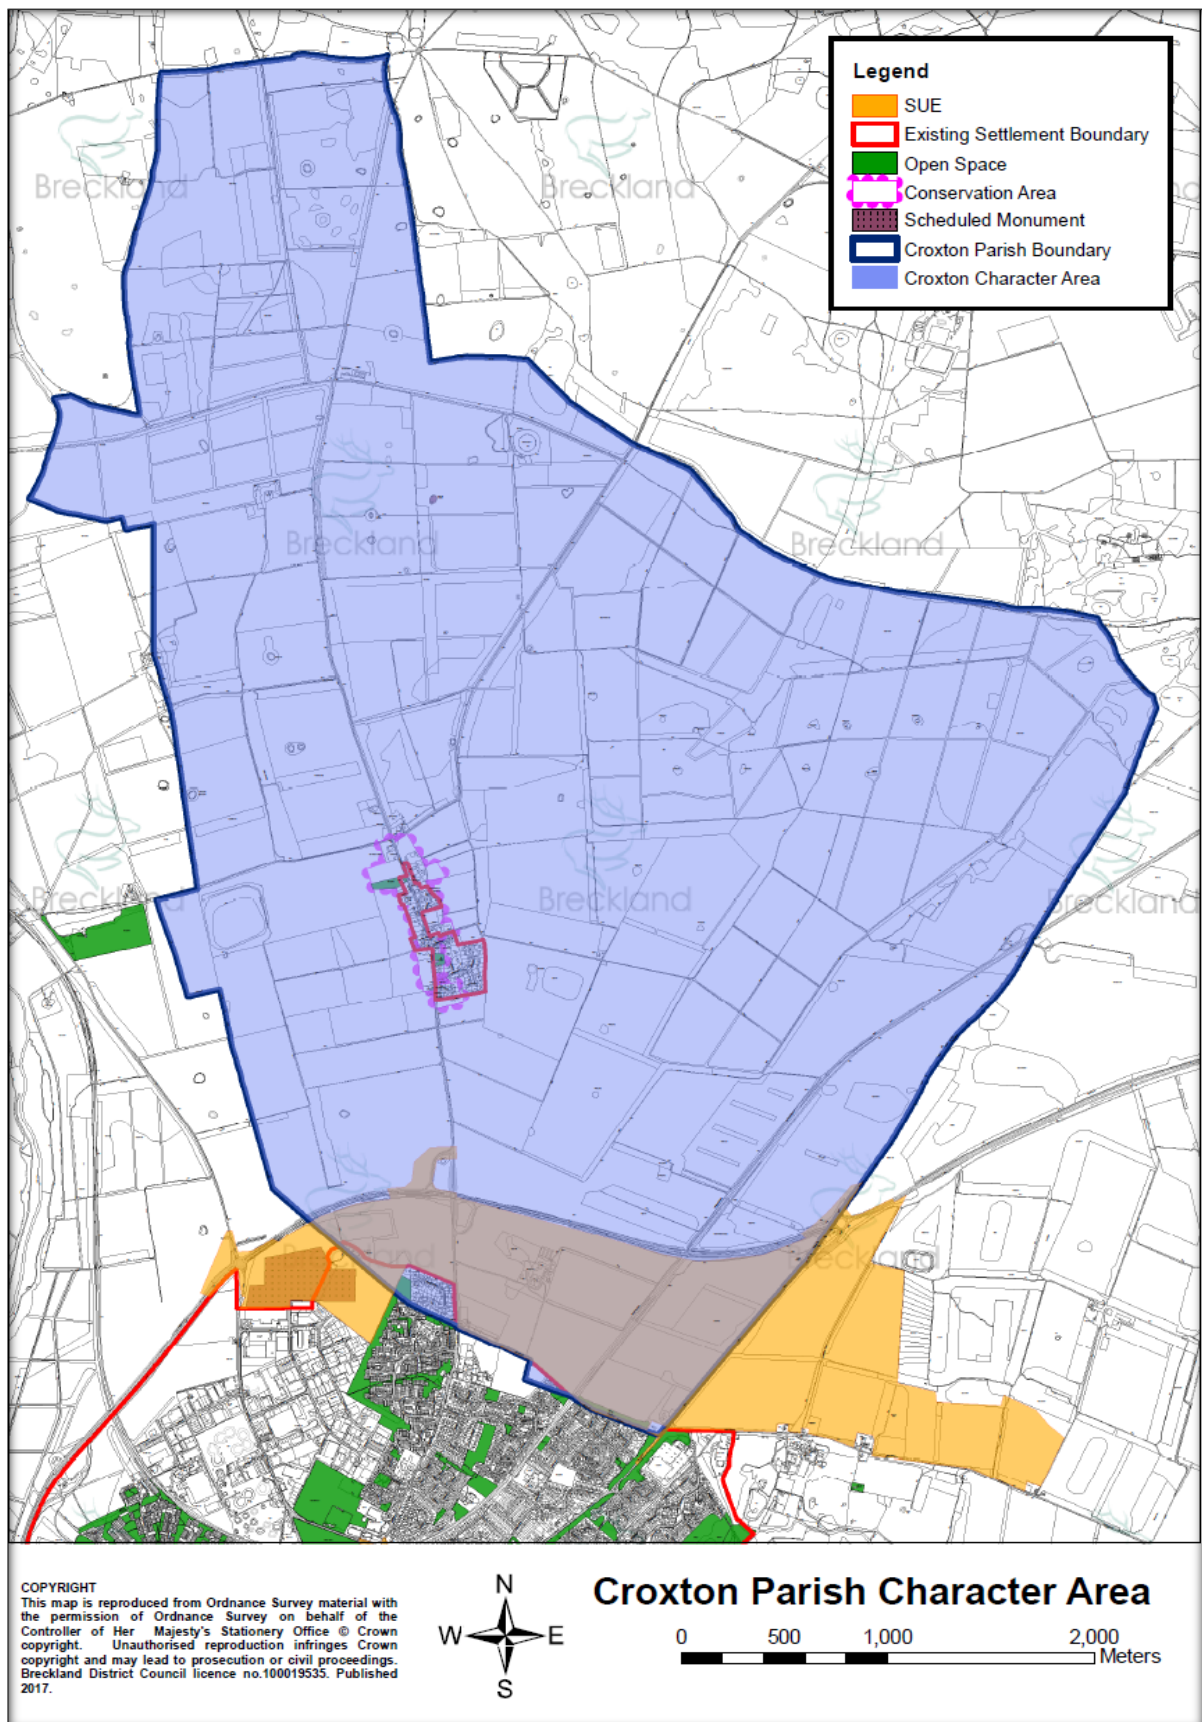 Legend
SUE
Existing Settlement Boundary
Open Space
Conservation Area
Scheduled Monument
Croxton Parish Boundary
Croxton Character Area
Breckland
Breckland
Breckland
Breckland
Breckland
Breckland
Breckland
Breckland
Breckland
COPYRIGHT
This map is reproduced from Ordnance Survey material with
the permission of Ordnance Survey on behalf of the
Controller of Her Majesty's Stationery Office © Crown
copyright. Unauthorised reproduction infringes Crown
copyright and may lead to prosecution or civil proceedings.
Breckland District Council licence no.100019535. Published
2017.
N
W E
S
Croxton Parish Character Area
0 500 1,000 2,000
Meters